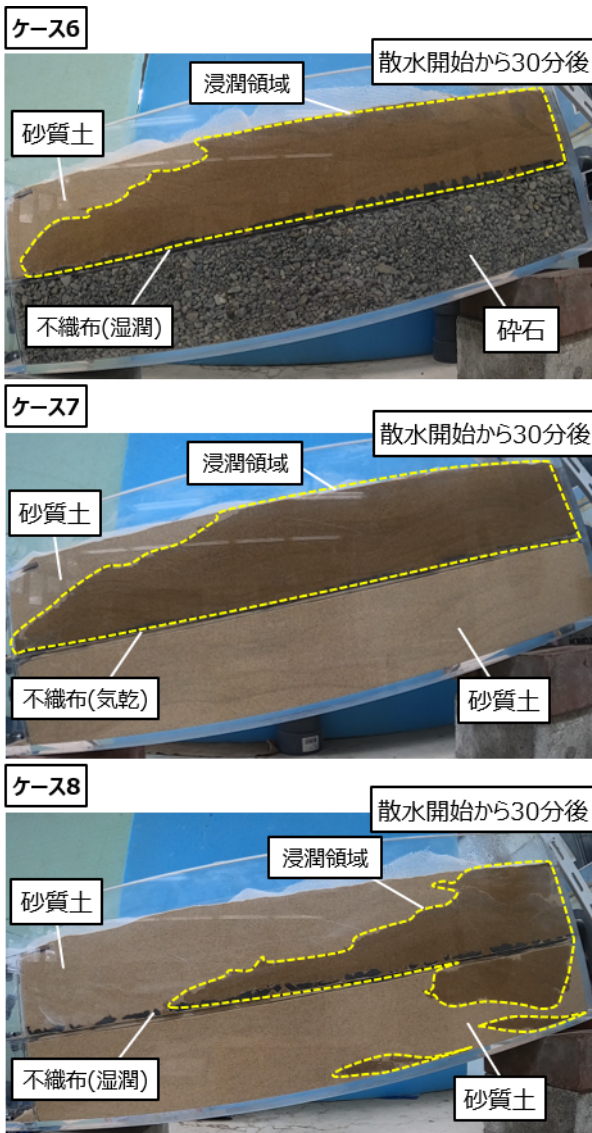 ケース6
散水開始から30分後
浸潤領域
砂質土
不織布(湿潤)
砕石
ケース7
散水開始から30分後
浸潤領域
砂質土
不織布(気乾)
砂質土
ケース8
散水開始から30分後
浸潤領域
砂質土
不織布(湿潤)
砂質土